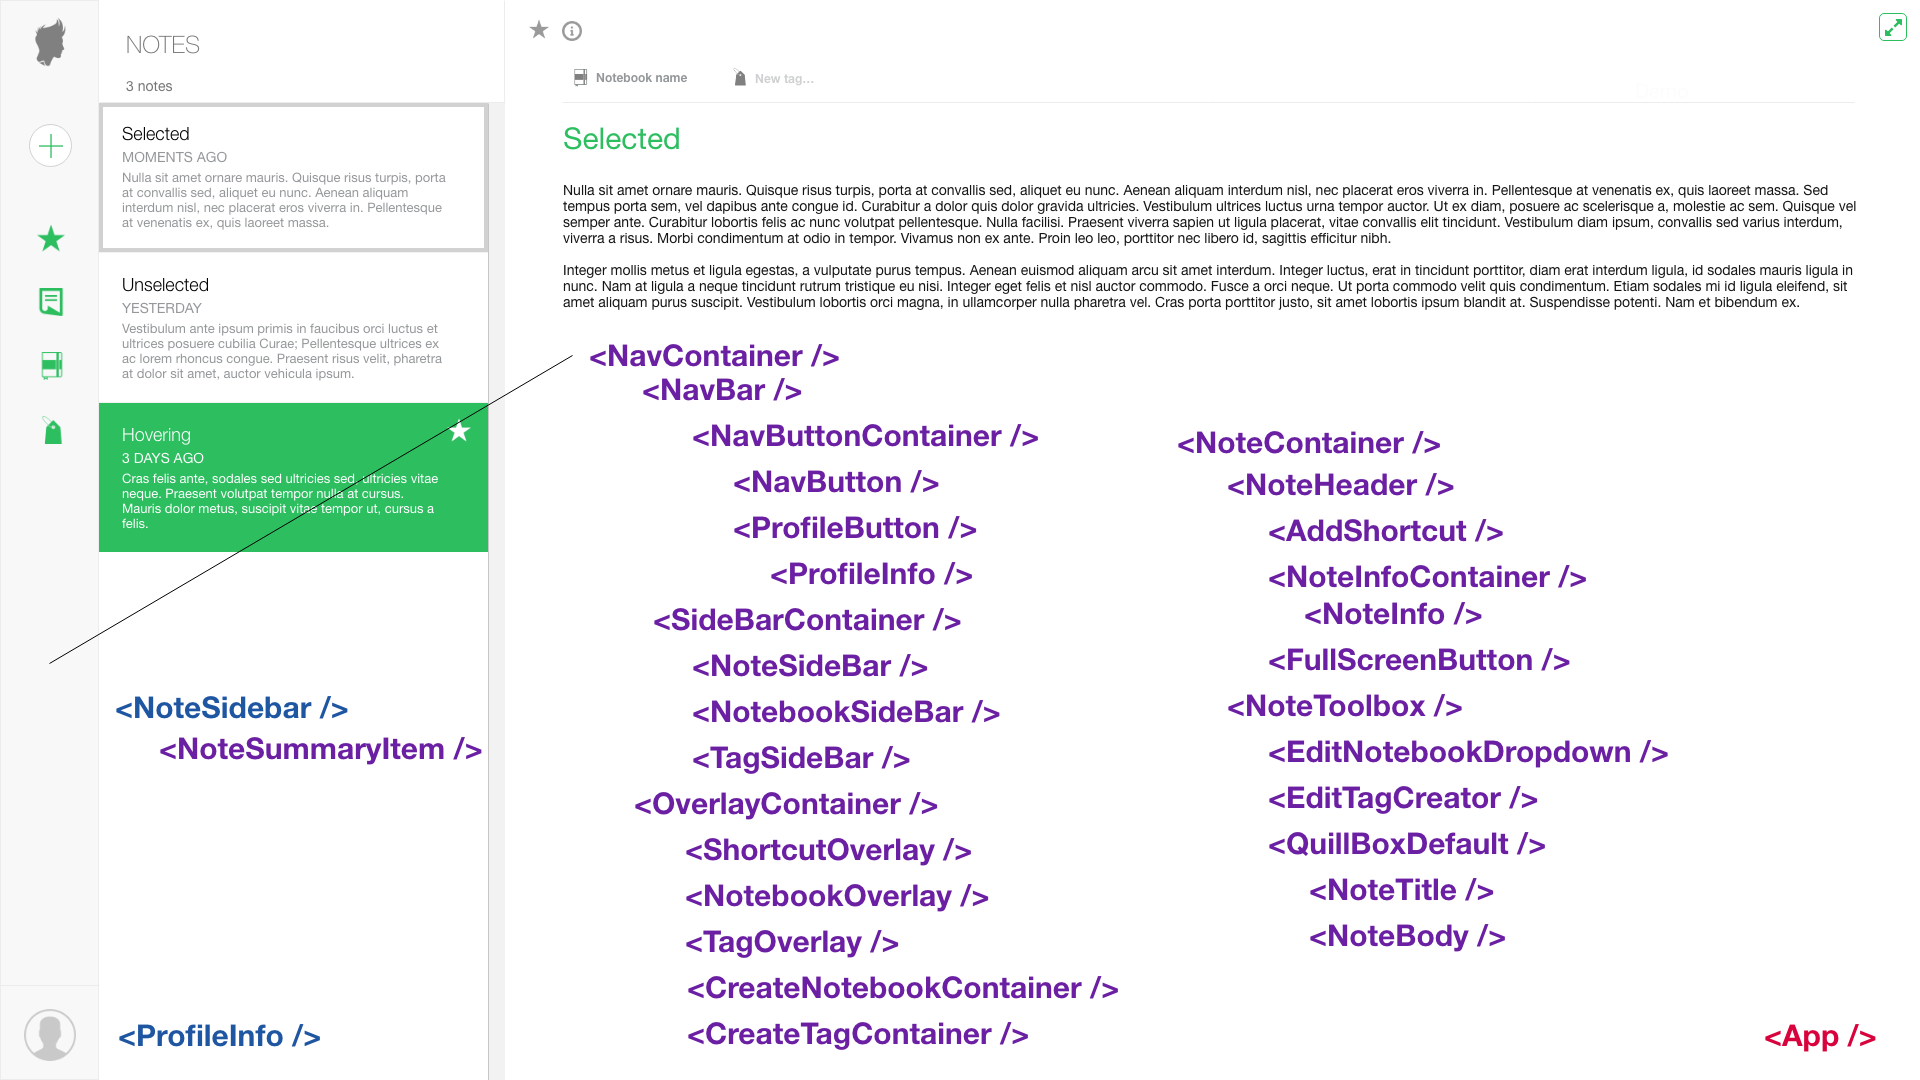 NOTES
3 notes
Selected
MOMENTS AGO
Nulla sit amet ornare mauris. Quisque risus turpis, porta
at convallis sed, aliquet eu nunc. Aenean aliquam
interdum nisl, nec placerat eros viverra in. Pellentesque
at venenatis ex, quis laoreet massa.
Unselected
YESTERDAY
Vestibulum ante ipsum primis in faucibus orci luctus et
ultrices posuere cubilia Curae; Pellentesque ultrices ex
ac lorem rhoncus congue. Praesent risus velit, pharetra
at dolor sit amet, auctor vehicula ipsum.
Hovering
3 DAYS AGO
Cras felis ante, sodales sed ultricies sed, ultricies vitae
neque. Praesent volutpat tempor nulla at cursus.
Mauris dolor metus, suscipit vitae tempor ut, cursus a
felis.
<NoteSidebar />
<NoteSummaryItem />
<ProfileInfo />
Notebook name
New tag...
Selected
Nulla sit amet ornare mauris. Quisque risus turpis, porta at convallis sed, aliquet eu nunc. Aenean aliquam interdum nisl, nec placerat eros viverra in. Pellentesque at venenatis ex, quis laoreet massa. Sed
tempus porta sem, vel dapibus ante congue id. Curabitur a dolor quis dolor gravida ultricies. Vestibulum ultrices luctus urna tempor auctor. Ut ex diam, posuere ac scelerisque a, molestie ac sem. Quisque vel
semper ante. Curabitur lobortis felis ac nunc volutpat pellentesque. Nulla facilisi. Praesent viverra sapien ut ligula placerat, vitae convallis elit tincidunt. Vestibulum diam ipsum, convallis sed varius interdum,
viverra a risus. Morbi condimentum at odio in tempor. Vivamus non ex ante. Proin leo leo, porttitor nec libero id, sagittis efficitur nibh.
Integer mollis metus et ligula egestas, a vulputate purus tempus. Aenean euismod aliquam arcu sit amet interdum. Integer luctus, erat in tincidunt porttitor, diam erat interdum ligula, id sodales mauris ligula in
nunc. Nam at ligula a neque tincidunt rutrum tristique eu nisi. Integer eget felis et nisl auctor commodo. Fusce a orci neque. Ut porta commodo velit quis condimentum. Etiam sodales mi id ligula eleifend, sit
amet aliquam purus suscipit. Vestibulum lobortis orci magna, in ullamcorper nulla pharetra vel. Cras porta porttitor justo, sit amet lobortis ipsum blandit at. Suspendisse potenti. Nam et bibendum ex.
<NavContainer />
<NavBar />
<NavButtonContainer />
<NavButton />
<ProfileButton />
<ProfileInfo />
<SideBarContainer />
<NoteSideBar />
<NotebookSideBar />
<TagSideBar />
<OverlayContainer />
<ShortcutOverlay />
<NotebookOverlay />
<TagOverlay />
<CreateNotebookContainer />
<CreateTagContainer />
<NoteContainer />
<NoteHeader />
<AddShortcut />
<NoteInfoContainer />
<NoteInfo />
<FullScreenButton />
<NoteToolbox />
<EditNotebookDropdown />
<EditTagCreator />
<QuillBoxDefault />
<NoteTitle />
<NoteBody />
<App />